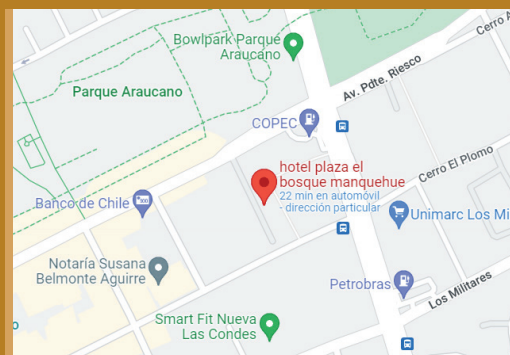 Cerro A
Bowlpark Parque
Araucano
Av. Pdte. Riesco
Parque Araucano
COPEC
hotel plaza el
bosque manquehue
22 min en automóvil
- dirección particular
Cerro El Plomo
Banco de Chile
Unimarc Los Mi
Notaría Susana
Belmonte Aguirre
Petrobras
Los Militares
Smart Fit Nueva
Las Condes
o